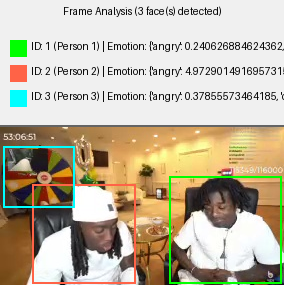 Frame Analysis (3 face(s) detected)
ID: 1 (Person 1) | Emotion: {'angry': 0.240626884624362,
ID: 2 (Person 2) | Emotion: {'angry': 4.972901491695731
ID: 3 (Person 3) | Emotion: {'angry': 0.37855573464185, '
53:06:51